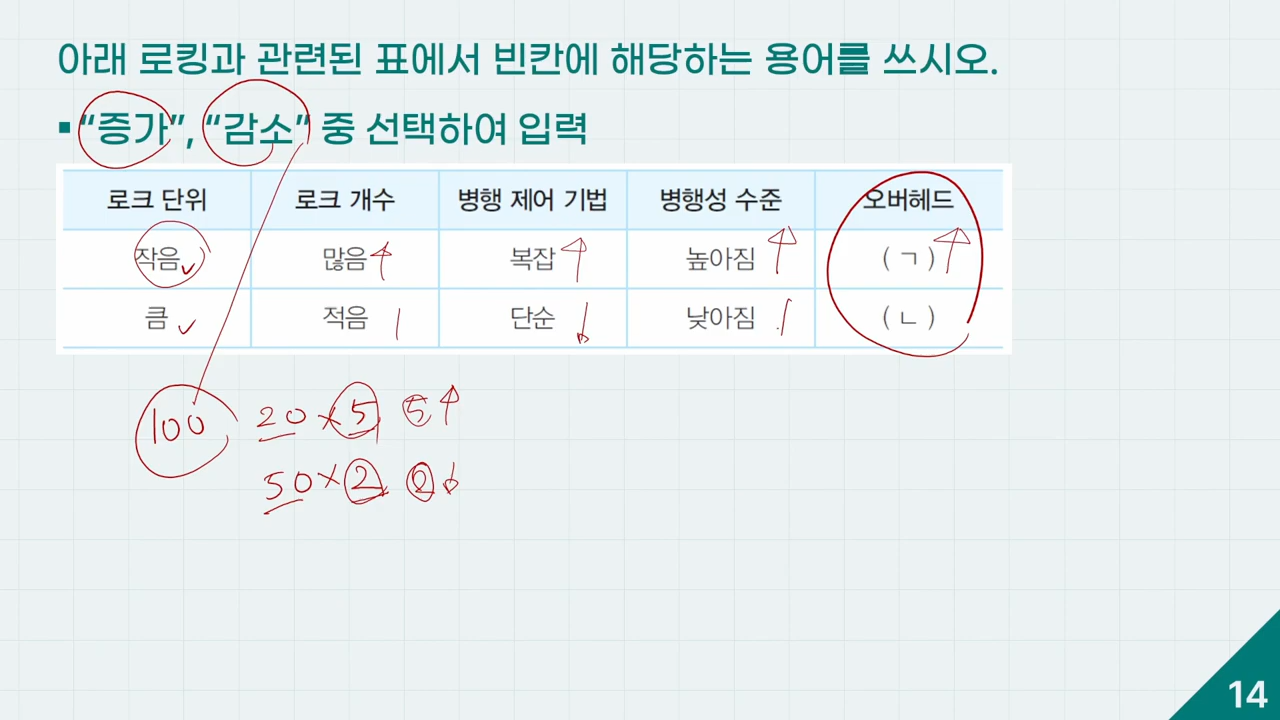 아래 로킹과 관련된 표에서 빈칸에 해당하는 용어를 쓰시오.
▪ “증가”, “감소” 중 선택하여 입력
로크 단위 로크 개수 병행 제어 기법 병행성 수준 오버헤드
작음 많음 복잡 높아짐 ( ㄱ )
큼 적음 단순 낮아짐 ( ㄴ )
100 20 × 5 5
50 × 2 2
14